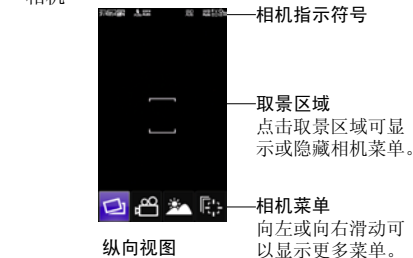 相机
相机指示符号
取景区域
点击取景区域可显
示或隐藏相机菜单。
相机菜单
向左或向右滑动可
以显示更多菜单。
纵向视图